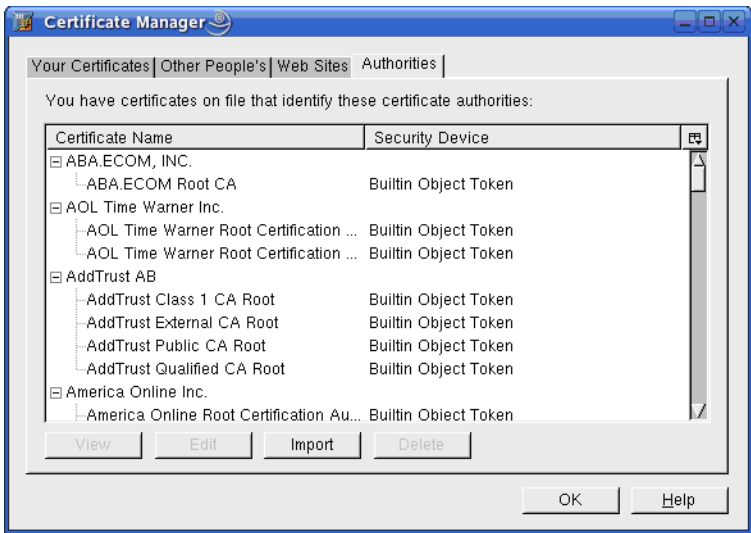 Certificate Manager
Your Certificates Other People's Web Sites Authorities
You have certificates on file that identify these certificate authorities:
Certificate Name Security Device
ABA.ECOM, INC.
ABA.ECOM Root CA Builtin Object Token
AOL Time Warner Inc.
AOL Time Warner Root Certification ... Builtin Object Token
AOL Time Warner Root Certification ... Builtin Object Token
AddTrust AB
AddTrust Class 1 CA Root Builtin Object Token
AddTrust External CA Root Builtin Object Token
AddTrust Public CA Root Builtin Object Token
AddTrust Qualified CA Root Builtin Object Token
America Online Inc.
America Online Root Certification Au... Builtin Object Token
View Edit Import Delete
OK Help